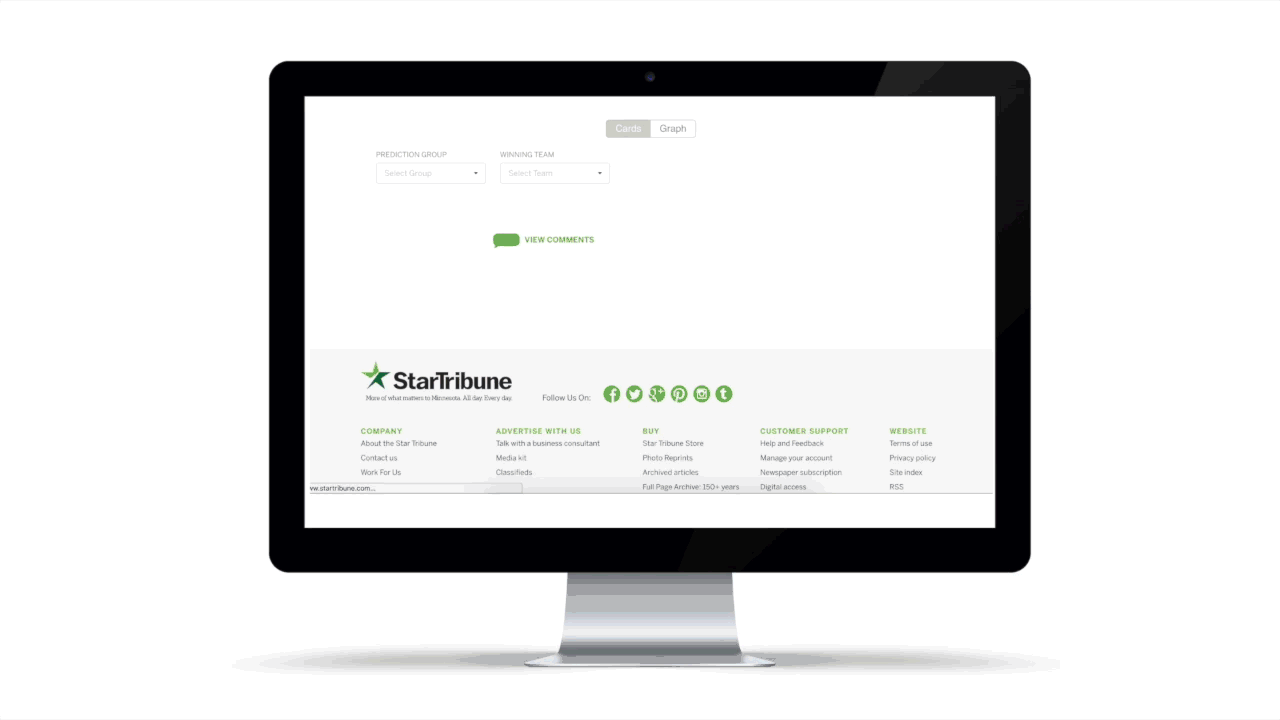 Cards Graph
PREDICTION GROUP WINNING TEAM
Select Group Select Team
VIEW COMMENTS
StarTribune
More of what matters to Minnesota. All day. Every day.
Follow Us On:
COMPANY ADVERTISE WITH US BUY CUSTOMER SUPPORT WEBSITE
About the Star Tribune Talk with a business consultant Star Tribune Store Help and Feedback Terms of use
Contact us Media kit Photo Reprints Manage your account Privacy policy
Work For Us Classifieds Archived articles Newspaper subscription Site index
vw.startribune.com... Full Page Archive: 150+ years Digital access RSS